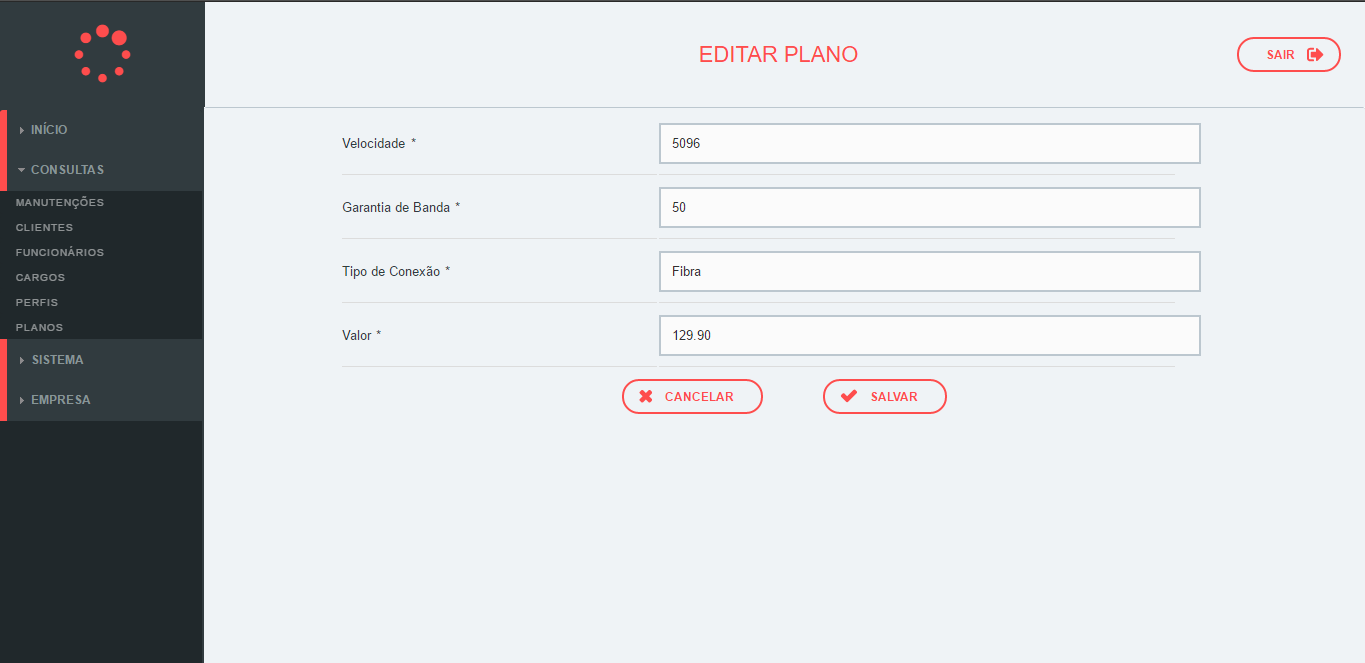 EDITAR PLANO
SAIR
INÍCIO
CONSULTAS
MANUTENÇÕES
CLIENTES
FUNCIONÁRIOS
CARGOS
PERFIS
PLANOS
SISTEMA
EMPRESA
Velocidade * 5096
Garantia de Banda * 50
Tipo de Conexão * Fibra
Valor * 129.90
CANCELAR SALVAR